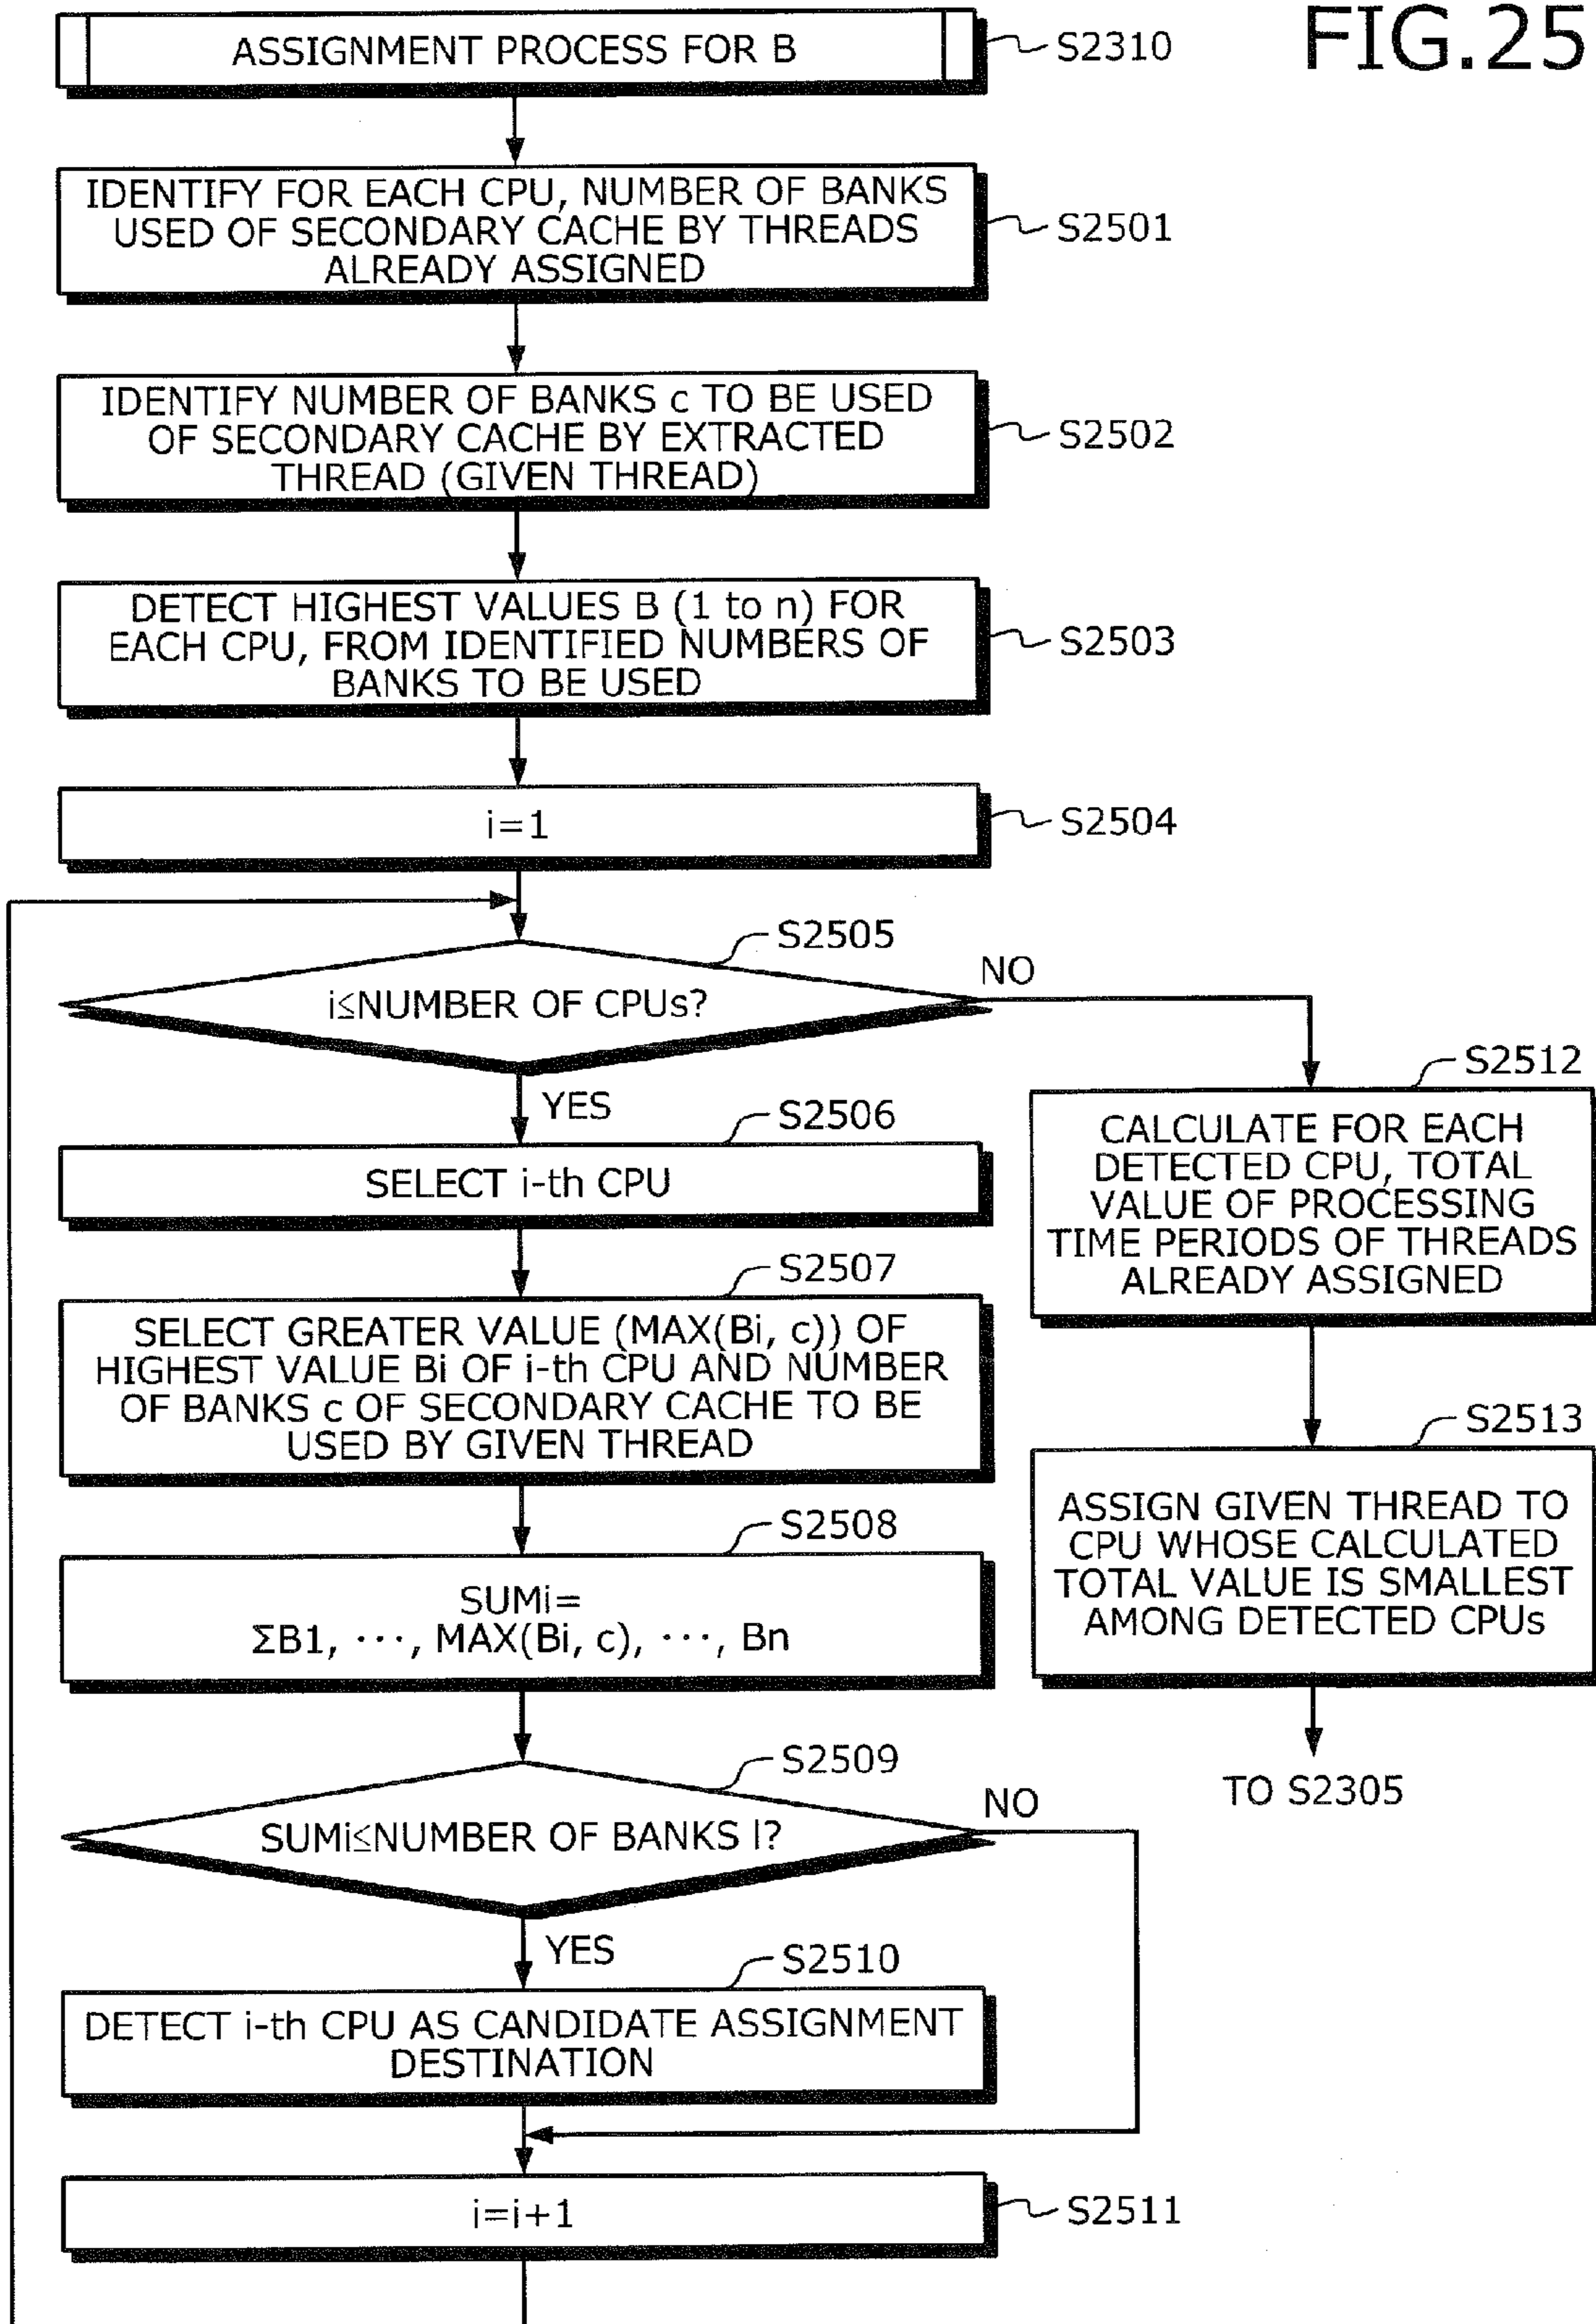 FIG.25
ASSIGNMENT PROCESS FOR B
S2310
IDENTIFY FOR EACH CPU, NUMBER OF BANKS
USED OF SECONDARY CACHE BY THREADS
ALREADY ASSIGNED
S2501
IDENTIFY NUMBER OF BANKS c TO BE USED
OF SECONDARY CACHE BY EXTRACTED
THREAD (GIVEN THREAD)
S2502
DETECT HIGHEST VALUES B (1 to n) FOR
EACH CPU, FROM IDENTIFIED NUMBERS OF
BANKS TO BE USED
S2503
i=1
S2504
S2505
i≤NUMBER OF CPUs?
NO
YES
S2506
SELECT i-th CPU
S2507
SELECT GREATER VALUE (MAX(Bi, c)) OF
HIGHEST VALUE Bi OF i-th CPU AND NUMBER
OF BANKS c OF SECONDARY CACHE TO BE
USED BY GIVEN THREAD
S2508
SUMi=
ΣB1, ···, MAX(Bi, c), ···, Bn
S2509
SUMi≤NUMBER OF BANKS l?
NO
YES
S2510
DETECT i-th CPU AS CANDIDATE ASSIGNMENT
DESTINATION
i=i+1
S2511
S2512
CALCULATE FOR EACH
DETECTED CPU, TOTAL
VALUE OF PROCESSING
TIME PERIODS OF THREADS
ALREADY ASSIGNED
S2513
ASSIGN GIVEN THREAD TO
CPU WHOSE CALCULATED
TOTAL VALUE IS SMALLEST
AMONG DETECTED CPUs
TO S2305